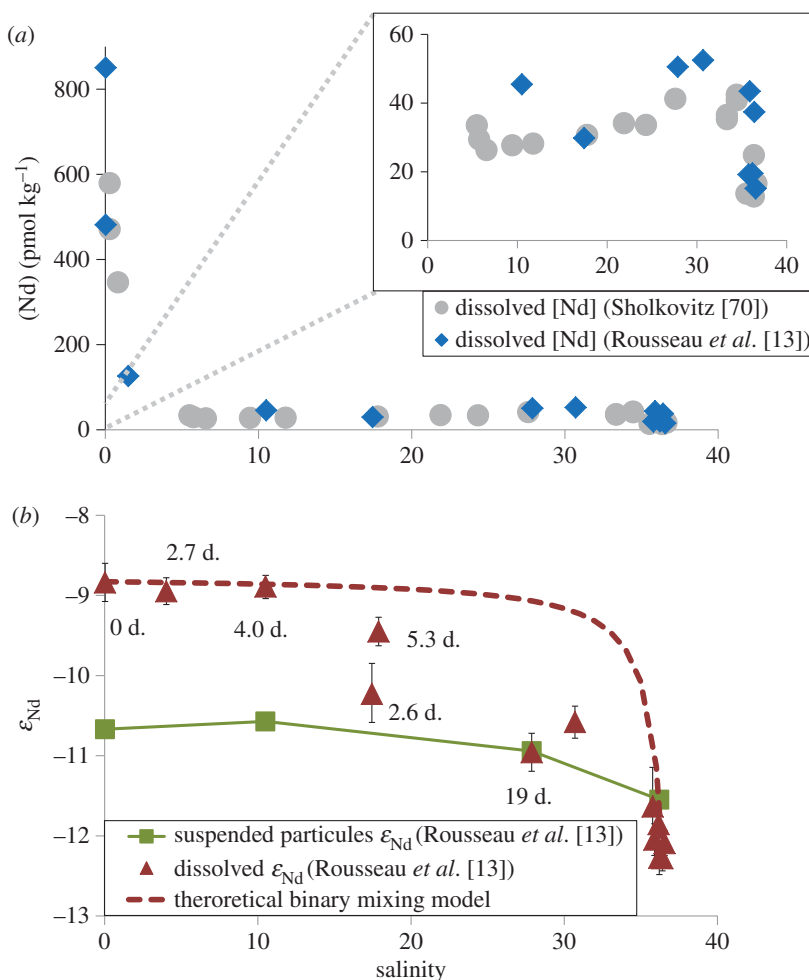 (a)
(Nd) (pmol kg⁻¹)
800
600
400
200
0
0 10 20 30 40
60
40
20
0
0 10 20 30 40
dissolved [Nd] (Sholkovitz [70])
dissolved [Nd] (Rousseau et al. [13])
(b)
εNd
–8
–9
–10
–11
–12
–13
2.7 d.
0 d.
4.0 d.
5.3 d.
2.6 d.
19 d.
suspended particules εNd (Rousseau et al. [13])
dissolved εNd (Rousseau et al. [13])
theroretical binary mixing model
0 10 20 30 40
salinity